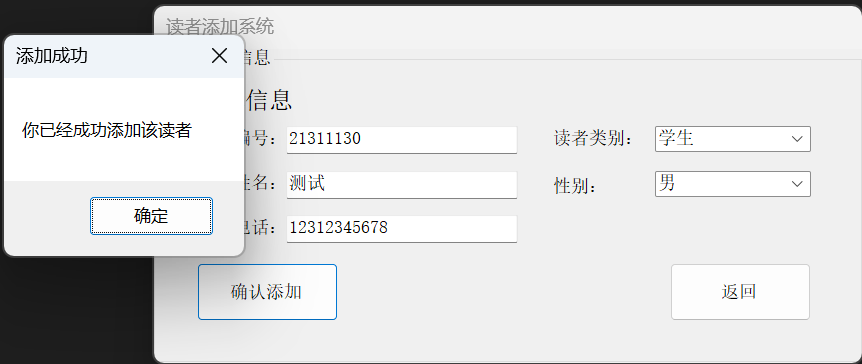 读者添加系统
添加成功
信息
信息
你已经成功添加该读者
编号：
21311130
读者类别：
学生
姓名：
测试
性别：
男
电话：
12312345678
确定
确认添加
返回